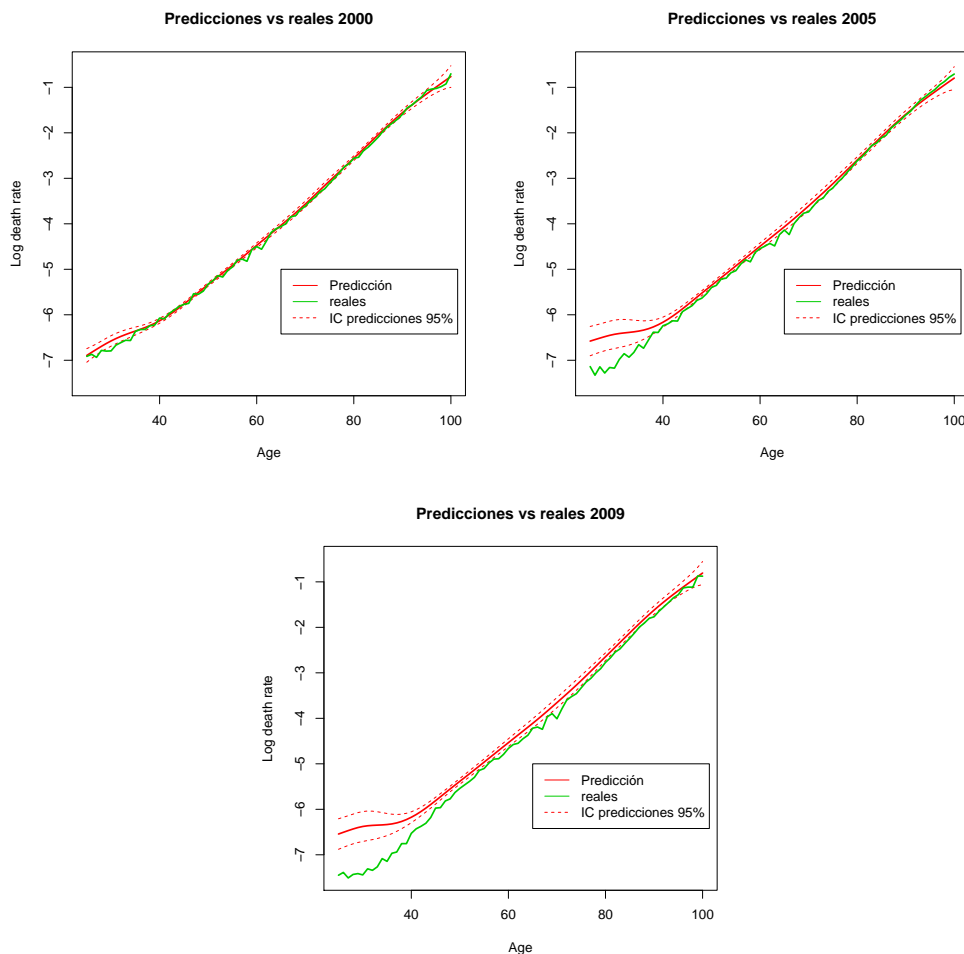 Predicciones vs reales 2000
Log death rate
−1
−2
−3
−4
−5
−6
−7
Predicción
reales
IC predicciones 95%
40 60 80 100
Age
Predicciones vs reales 2005
Log death rate
−1
−2
−3
−4
−5
−6
−7
Predicción
reales
IC predicciones 95%
40 60 80 100
Age
Predicciones vs reales 2009
Log death rate
−1
−2
−3
−4
−5
−6
−7
Predicción
reales
IC predicciones 95%
40 60 80 100
Age